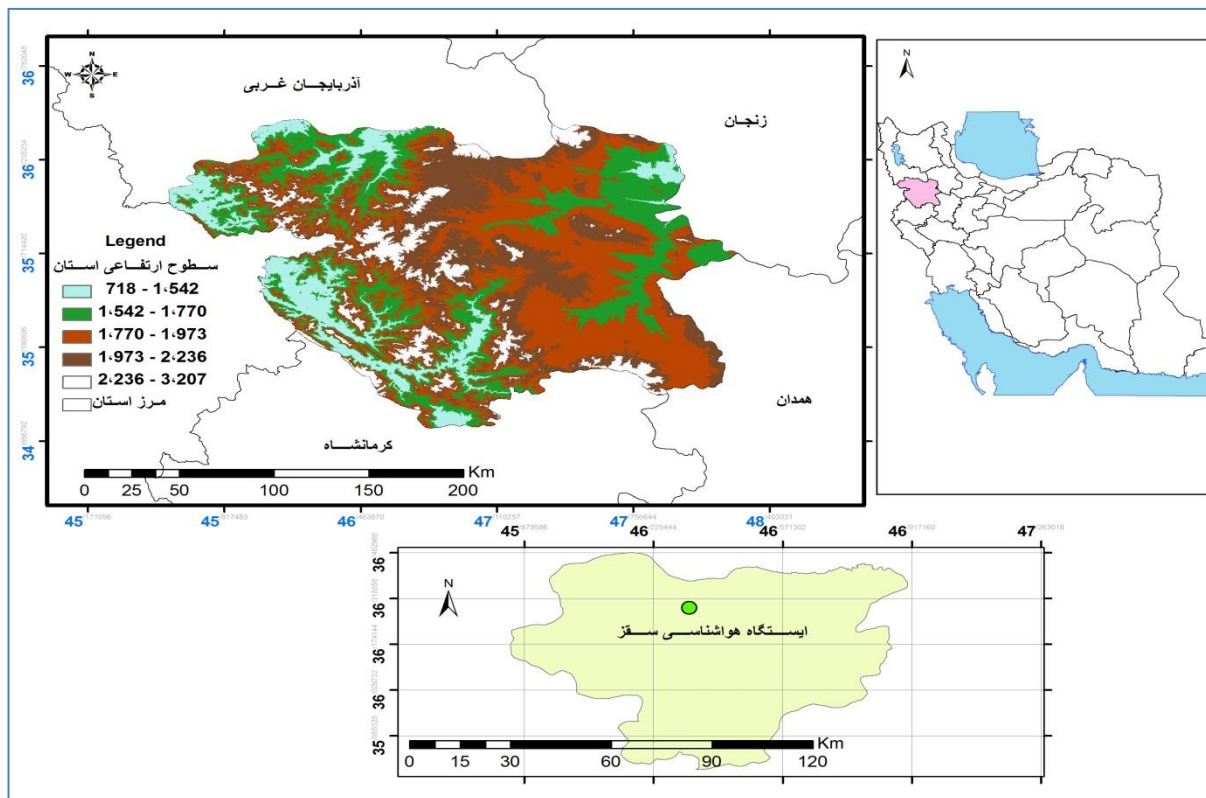 N
W E
S
آذربایجان غربی
زنجان
همدان
کرمانشاه
Legend
سطوح ارتفاعی استان
718 - 1،542
1،542 - 1،770
1،770 - 1،973
1،973 - 2،236
2،236 - 3،207
مرز استان
Km
0 25 50 100 150 200
36
36
35
35
34
45 45 46 47 47 48
N
45 46 46 46 47
36
36
36
36
35
N
ایستگاه هواشناسی سقز
Km
0 15 30 60 90 120